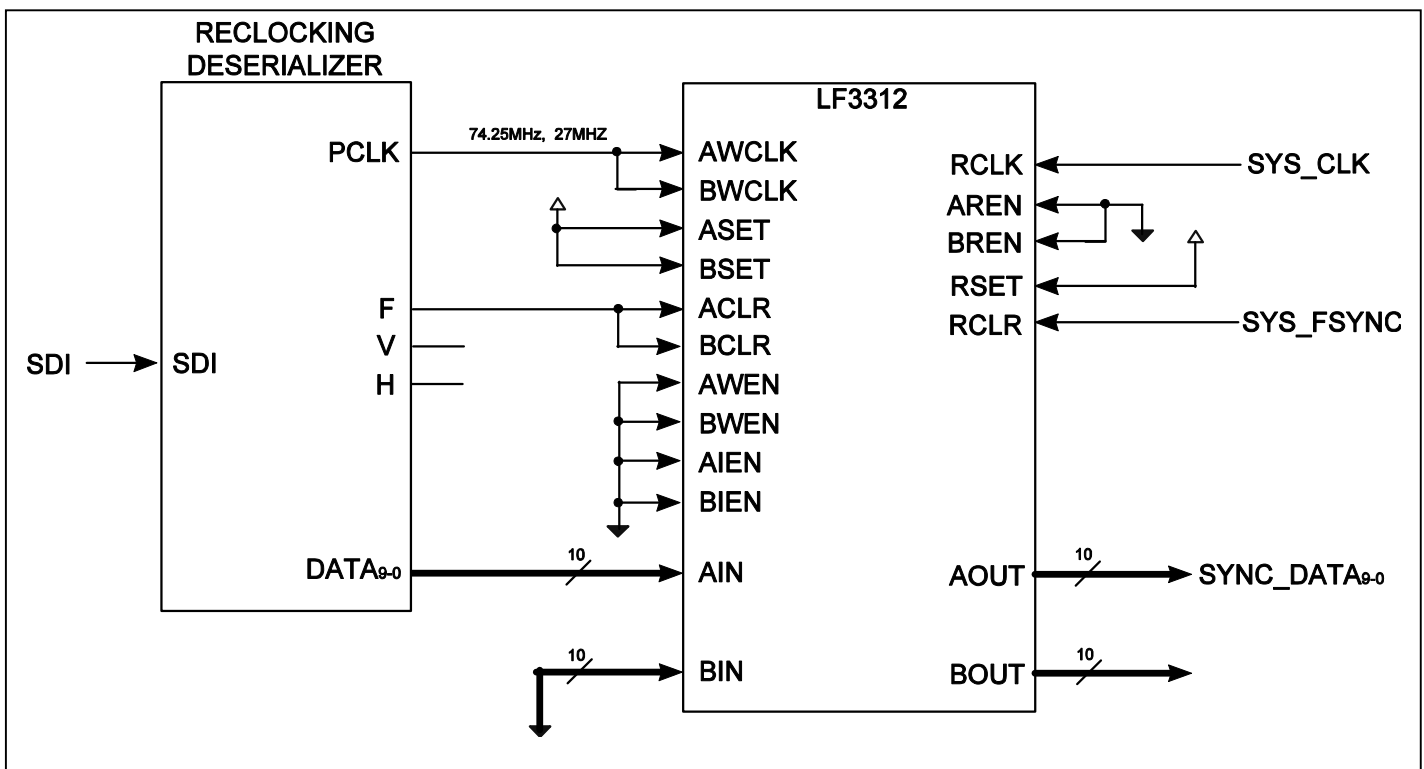 RECLOCKING
DESERIALIZER
PCLK
F
V
H
SDI
SDI
DATA9-0
74.25MHz, 27MHZ
10
10
LF3312
AWCLK
BWCLK
ASET
BSET
ACLR
BCLR
AWEN
BWEN
AIEN
BIEN
AIN
BIN
RCLK
AREN
BREN
RSET
RCLR
AOUT
BOUT
SYS_CLK
SYS_FSYNC
10
SYNC_DATA9-0
10